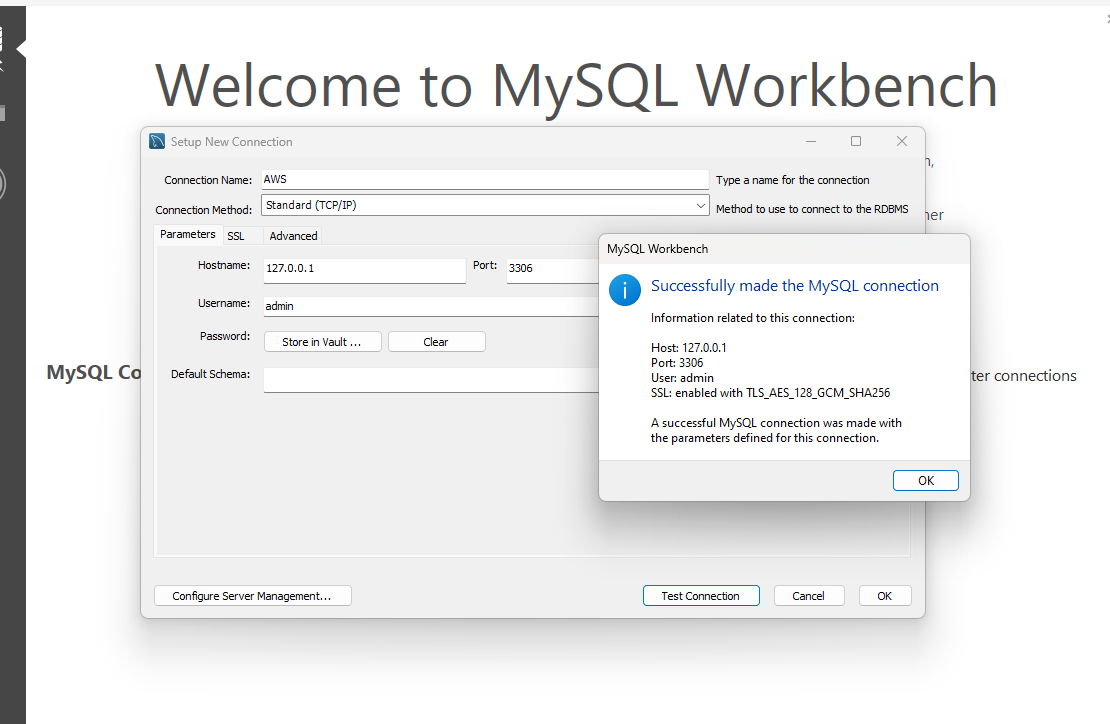 Welcome to MySQL Workbench
Setup New Connection
Connection Name: AWS Type a name for the connection
Connection Method: Standard (TCP/IP) Method to use to connect to the RDBMS
Parameters SSL Advanced
Hostname: 127.0.0.1 Port: 3306
Username: admin
Password: Store in Vault ... Clear
Default Schema:
MySQL Workbench
Successfully made the MySQL connection
Information related to this connection:
Host: 127.0.0.1
Port: 3306
User: admin
SSL: enabled with TLS_AES_128_GCM_SHA256
A successful MySQL connection was made with
the parameters defined for this connection.
OK
MySQL Co
ter connections
Configure Server Management... Test Connection Cancel OK